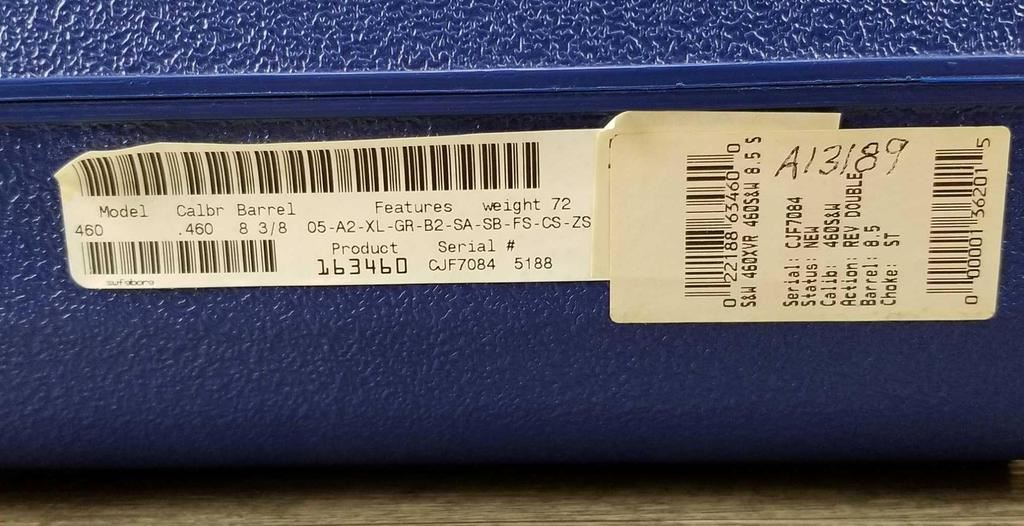 Model Calbr Barrel Features weight 72
460 .460 8 3/8 05-A2-XL-GR-B2-SA-SB-FS-CS-ZS
Product Serial #
163460 CJF7084 5188
swfabora
A13189
0 22188 63460 0
S&W 460XVR 460S&W 8.5 S
Serial: CJF7084
Status: NEW
Calib: 460S&W
Action: REV DOUBLE
Barrel: 8.5
Choke: ST
0 00001 36201 5